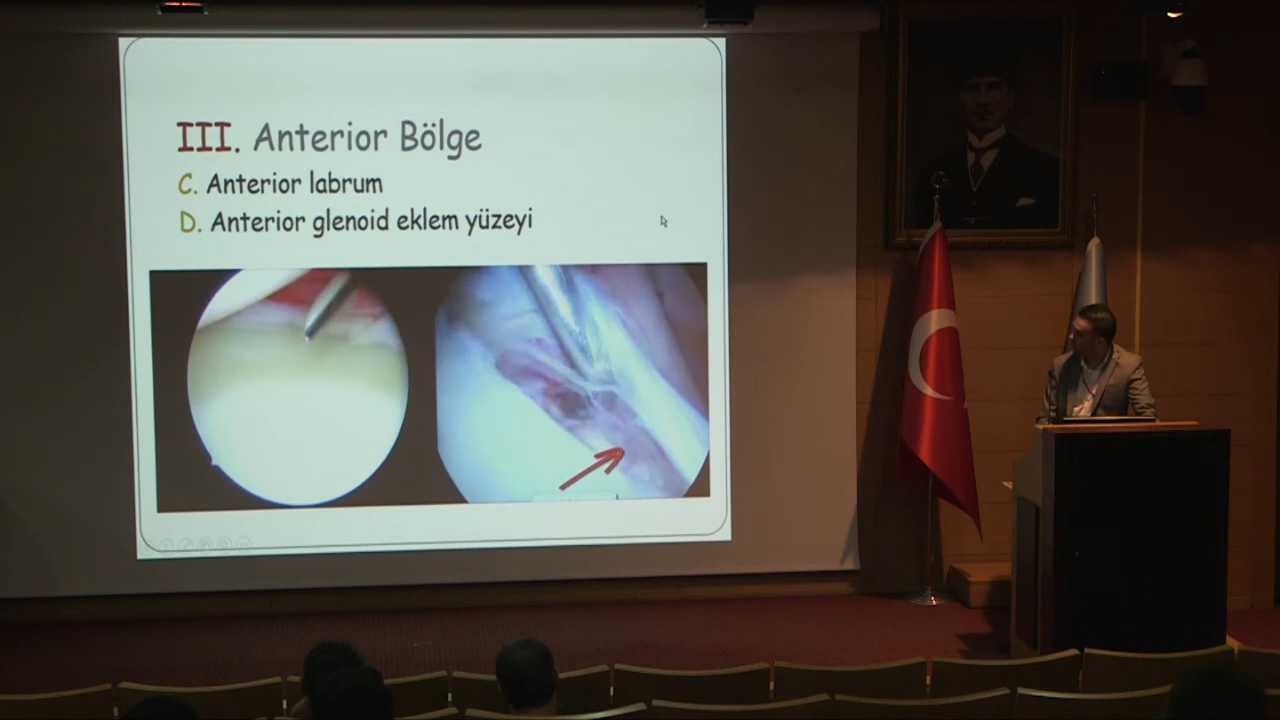 III. Anterior Bölge
C. Anterior labrum
D. Anterior glenoid eklem yüzeyi